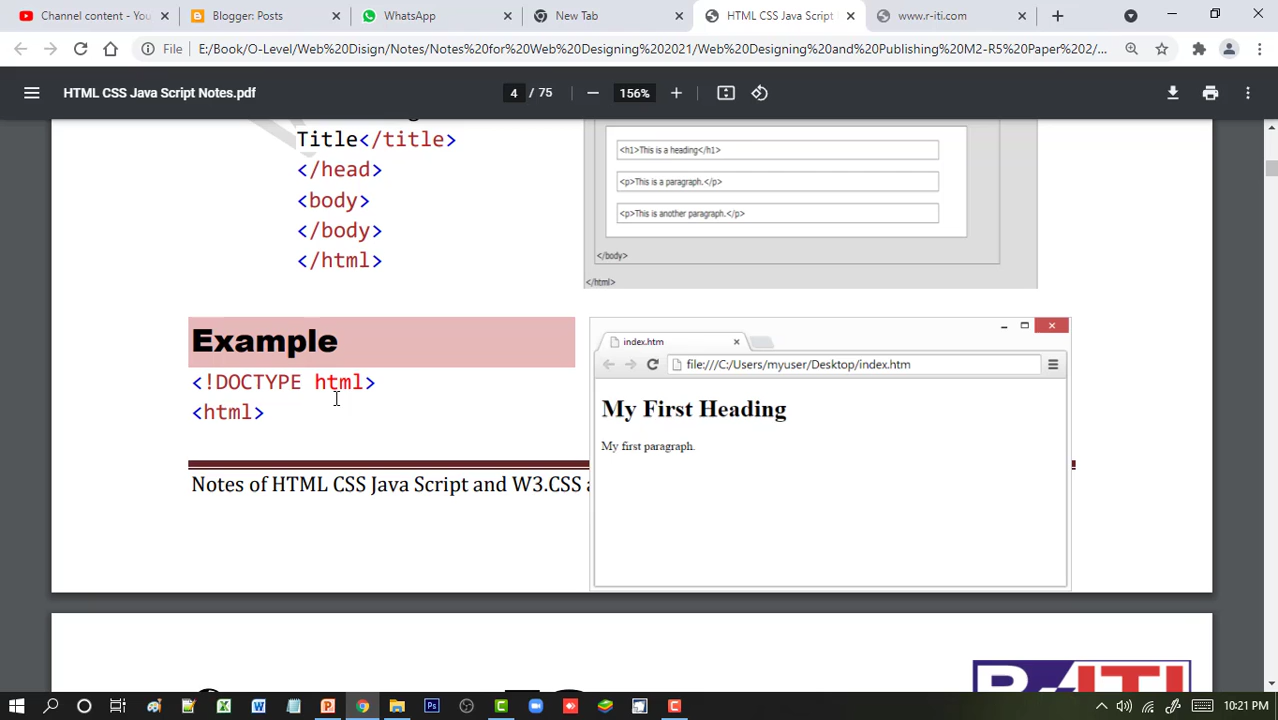 Channel content - You
Blogger: Posts
WhatsApp
New Tab
HTML CSS Java Script
www.r-iti.com
File
E:/Book/O-Level/Web%20Disign/Notes/Notes%20for%20Web%20Designing%202021/Web%20Designing%20and%20Publishing%20M2-R5%20Paper%202/...
HTML CSS Java Script Notes.pdf
4 / 75
156%
Title</title>
</head>
<body>
</body>
</html>
<h1>This is a heading</h1>
<p>This is a paragraph.</p>
<p>This is another paragraph.</p>
</body>
</html>
Example
<!DOCTYPE html>
<html>
index.htm
file:///C:/Users/myuser/Desktop/index.htm
My First Heading
My first paragraph.
Notes of HTML CSS Java Script and W3.CSS
10:21 PM